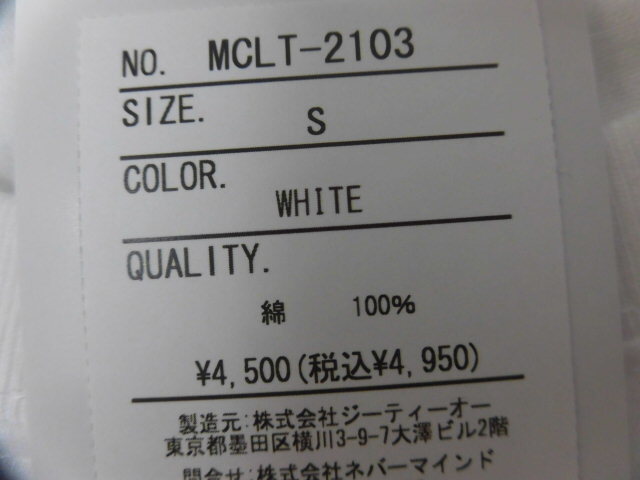 NO. MCLT-2103
SIZE. S
COLOR. WHITE
QUALITY.
綿 100%
¥4,500(税込¥4,950)
製造元:株式会社ジーティーオー
東京都墨田区横川3-9-7大澤ビル2階
問合せ:株式会社ネバーマインド